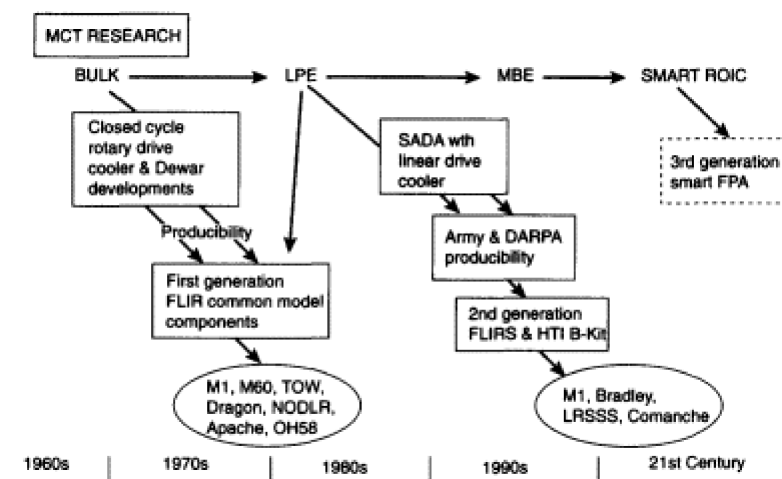 MCT RESEARCH
BULK LPE MBE SMART ROIC
Closed cycle
rotary drive
cooler & Dewar
developments
SADA wth
linear drive
cooler
3rd generation
smart FPA
Producibility
Army & DARPA
producibility
First generation
FLIR common model
components
2nd generation
FLIRS & HTI B-Kit
M1, M60, TOW,
Dragon, NODLR,
Apache, OH58
M1, Bradley,
LRSSS, Comanche
1960s 1970s 1980s 1990s 21st Century